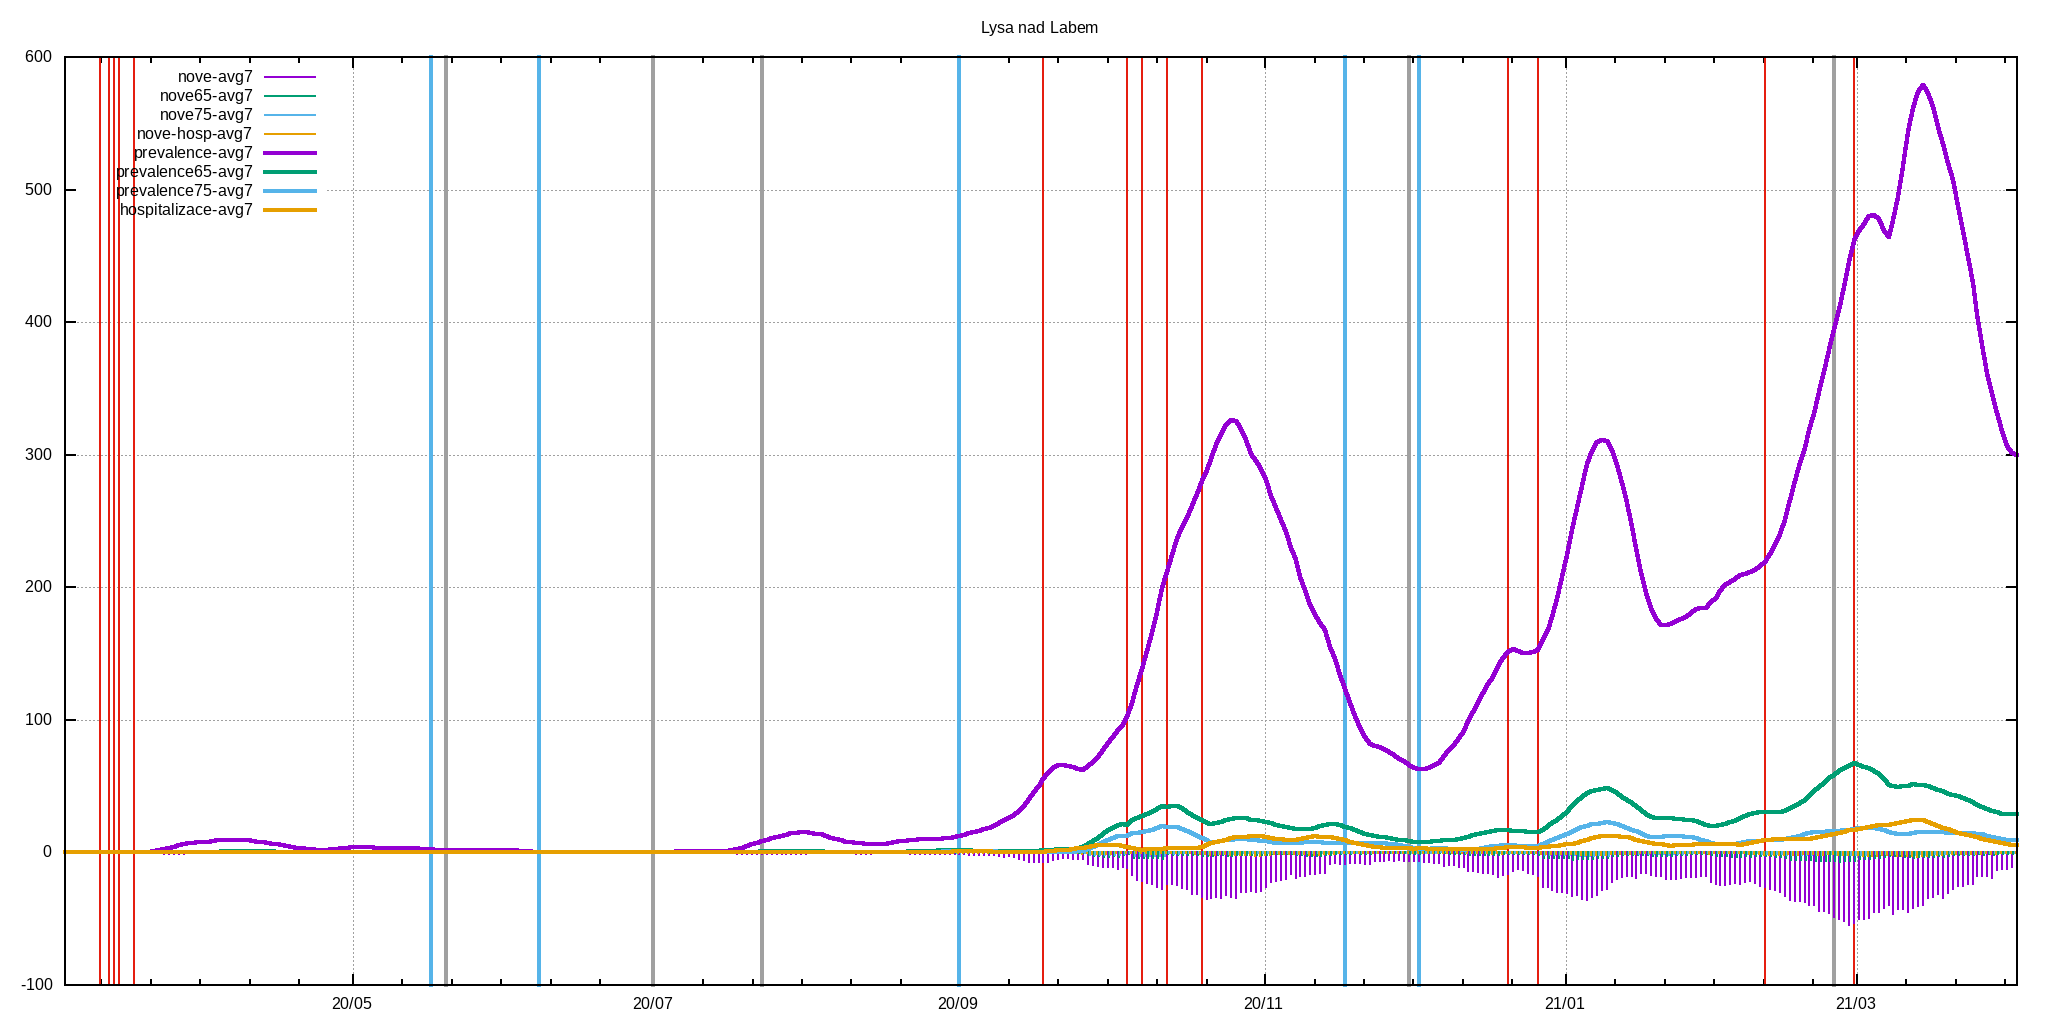 Lysa nad Labem
600
500
400
300
200
100
0
-100
nove-avg7
nove65-avg7
nove75-avg7
nove-hosp-avg7
prevalence-avg7
prevalence65-avg7
prevalence75-avg7
hospitalizace-avg7
20/05
20/07
20/09
20/11
21/01
21/03